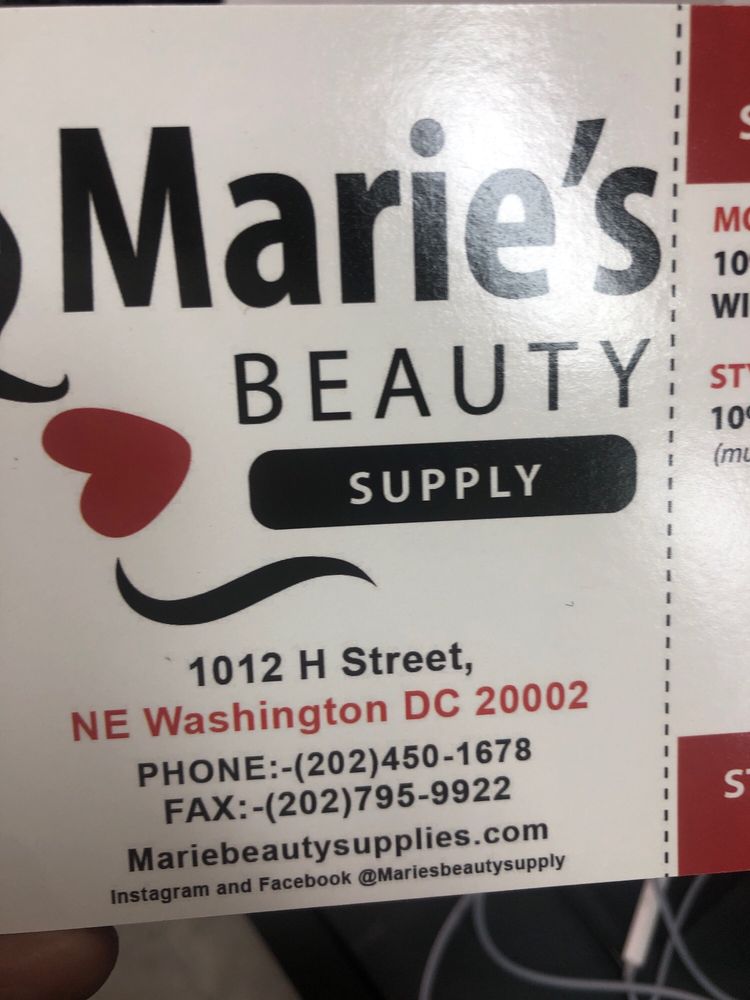 Marie's
BEAUTY
SUPPLY
1012 H Street,
NE Washington DC 20002
PHONE:-(202)450-1678
FAX:-(202)795-9922
Mariebeautysupplies.com
Instagram and Facebook @Mariesbeautysupply